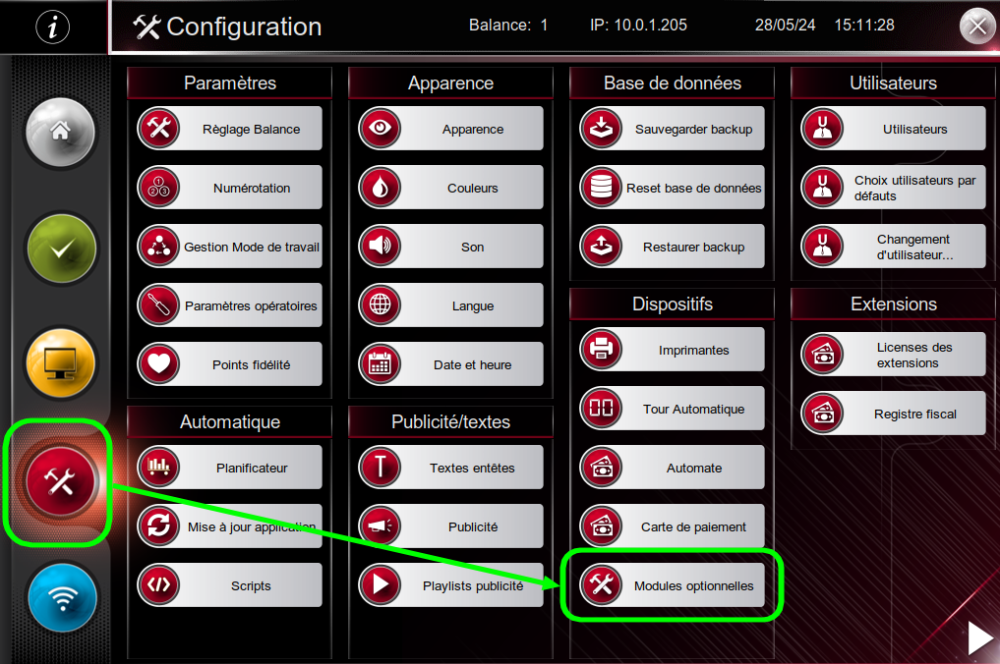 i
Configuration
Balance: 1
IP: 10.0.1.205
28/05/24
15:11:28
Paramètres
Réglage Balance
Numérotation
Gestion Mode de travail
Paramètres opératoires
Points fidélité
Automatique
Planificateur
Mise à jour application
Scripts
Apparence
Apparence
Couleurs
Son
Langue
Date et heure
Publicité/textes
T
Textes entêtes
Publicité
Playlists publicité
Base de données
Sauvegarder backup
Reset base de données
Restaurer backup
Dispositifs
Imprimantes
Tour Automatique
Automate
Carte de paiement
Modules optionnelles
Utilisateurs
Utilisateurs
Choix utilisateurs par
défauts
Changement
d'utilisateur...
Extensions
Licenses des
extensions
Registre fiscal